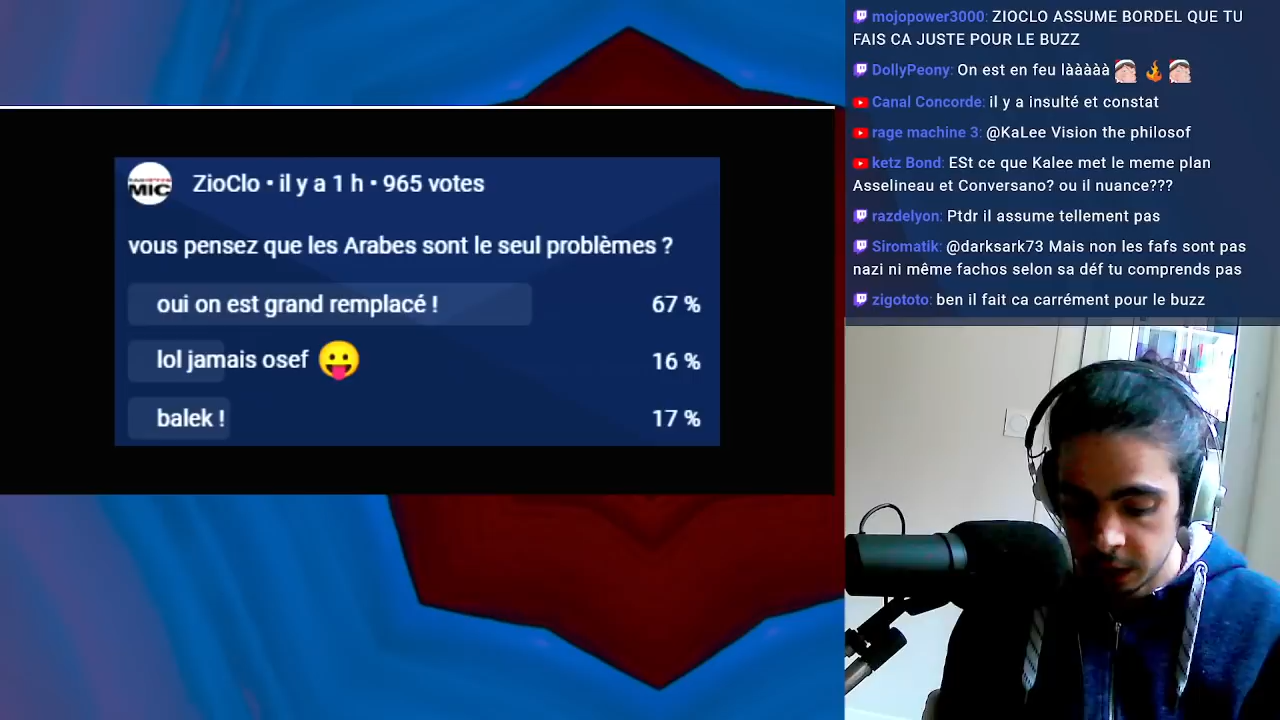 ZioClo • il y a 1 h • 965 votes
vous pensez que les Arabes sont le seul problèmes ?
oui on est grand remplacé !
67 %
lol jamais osef 😛
16 %
balek !
17 %
MIC
mojopower3000: ZIOCLO ASSUME BORDEL QUE TU
FAIS CA JUSTE POUR LE BUZZ
DollyPeony: On est en feu lààààà 🔥
Canal Concorde: il y a insulté et constat
rage machine 3: @KaLee Vision the philosof
ketz Bond: ESt ce que Kalee met le meme plan
Asselineau et Conversano? ou il nuance???
razdelyon: Ptdr il assume tellement pas
Siromatik: @darksark73 Mais non les fafs sont pas
nazi ni même fachos selon sa déf tu comprends pas
zigototo: ben il fait ca carrément pour le buzz